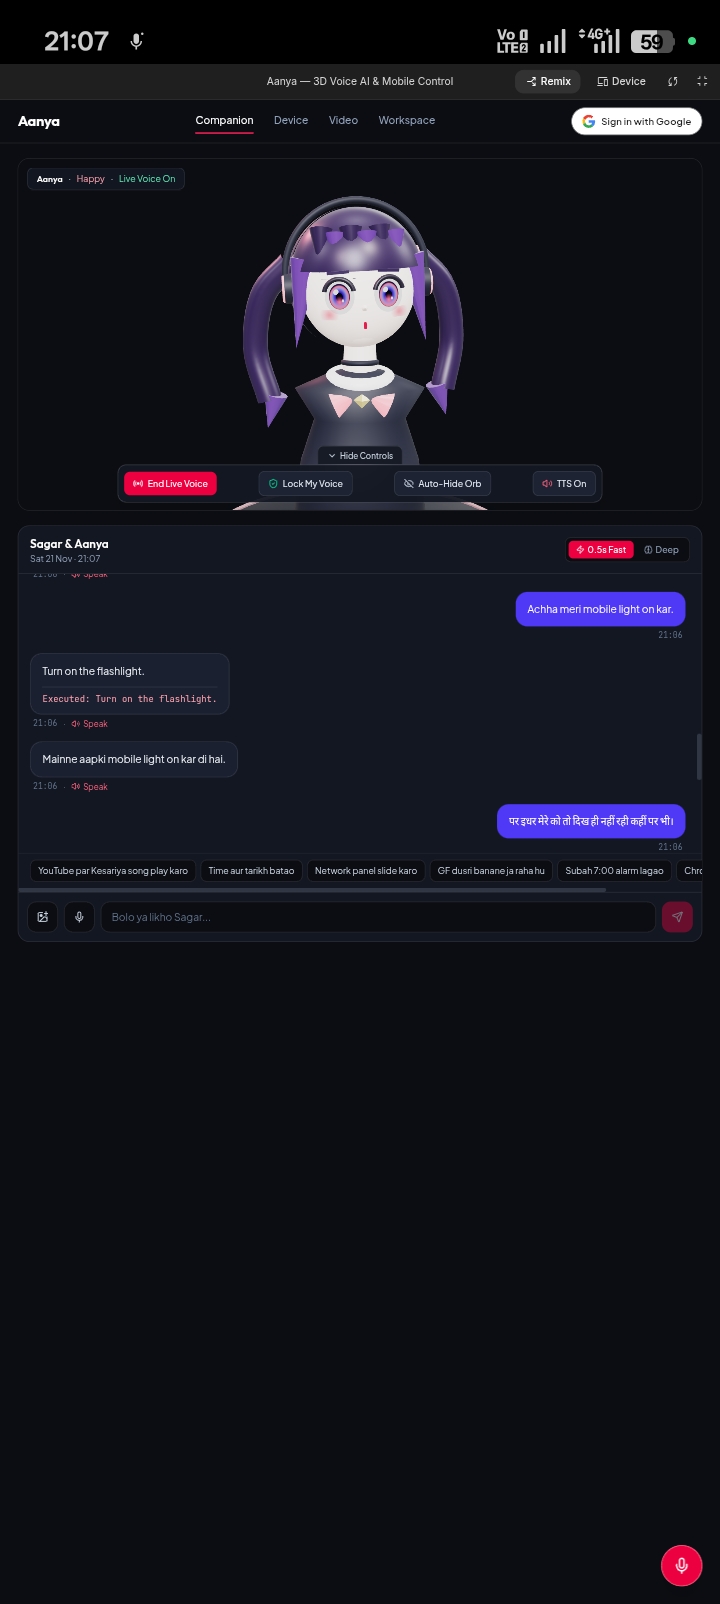 21:07
Vo 1 LTE2 4G+ 59
Aanya — 3D Voice AI & Mobile Control
Remix
Device
Aanya
Companion
Device
Video
Workspace
Sign in with Google
Aanya · Happy · Live Voice On
Hide Controls
End Live Voice
Lock My Voice
Auto-Hide Orb
TTS On
Sagar & Aanya
Sat 21 Nov · 21:07
0.5s Fast
Deep
21:06 · Speak
Achha meri mobile light on kar.
21:06
Turn on the flashlight.
Executed: Turn on the flashlight.
21:06 · Speak
Mainne aapki mobile light on kar di hai.
21:06 · Speak
पर इधर मेरे को तो दिख ही नहीं रही कहीं पर भी।
21:06
YouTube par Kesariya song play karo
Time aur tarikh batao
Network panel slide karo
GF dusri banane ja raha hu
Subah 7:00 alarm lagao
Chro
Bolo ya likho Sagar...